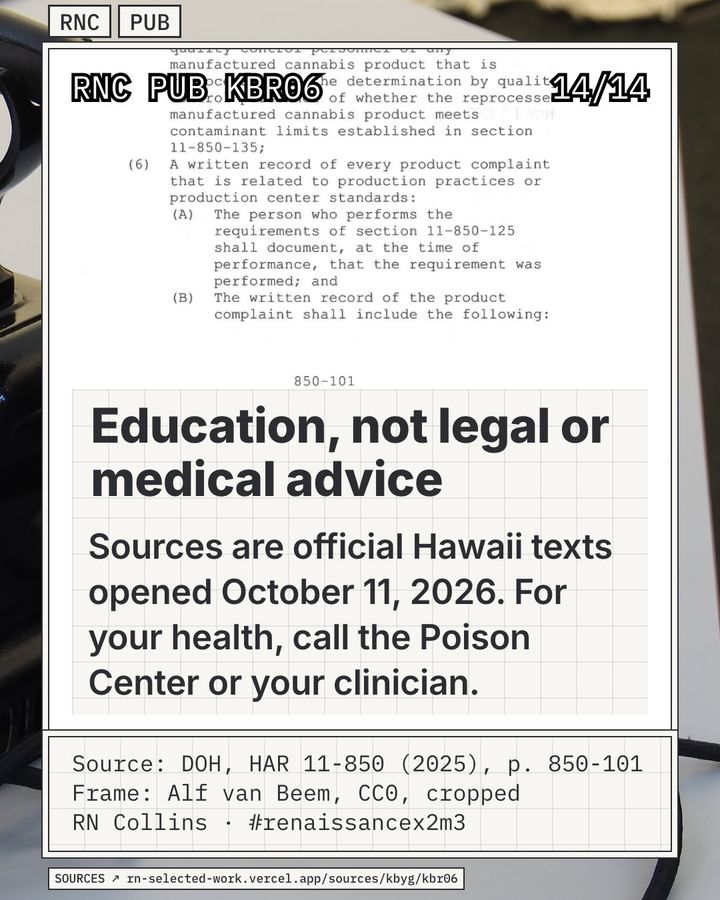 RNC PUB
quality control personnel of any
manufactured cannabis product that is
RNC PUB KBR06 14/14
the determination by quality
of whether the reprocessed
manufactured cannabis product meets
contaminant limits established in section
11-850-135;
(6) A written record of every product complaint
that is related to production practices or
production center standards:
(A) The person who performs the
requirements of section 11-850-125
shall document, at the time of
performance, that the requirement was
performed; and
(B) The written record of the product
complaint shall include the following:
850-101
Education, not legal or
medical advice
Sources are official Hawaii texts
opened October 11, 2026. For
your health, call the Poison
Center or your clinician.
Source: DOH, HAR 11-850 (2025), p. 850-101
Frame: Alf van Beem, CC0, cropped
RN Collins · #renaissancex2m3
SOURCES ↗ rn-selected-work.vercel.app/sources/kbyg/kbr06